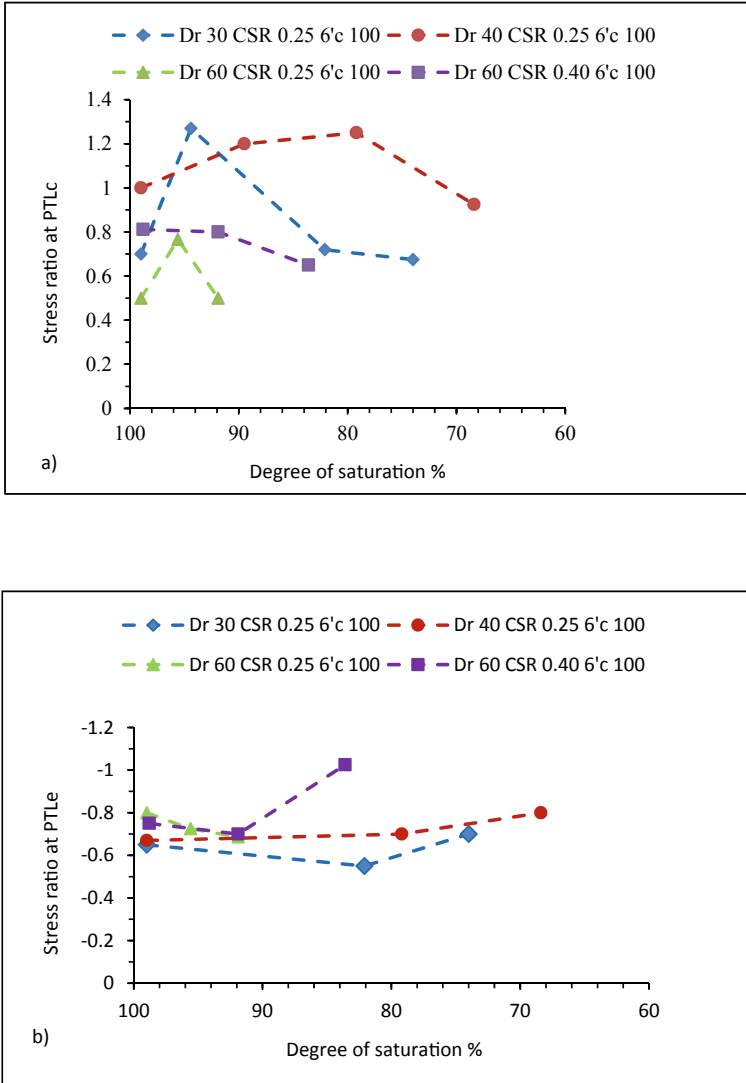 Dr 30 CSR 0.25 6'c 100 Dr 40 CSR 0.25 6'c 100
Dr 60 CSR 0.25 6'c 100 Dr 60 CSR 0.40 6'c 100
1.4
1.2
1
0.8
0.6
0.4
0.2
0
Stress ratio at PTLc
100 90 80 70 60
a)
Degree of saturation %
Dr 30 CSR 0.25 6'c 100 Dr 40 CSR 0.25 6'c 100
Dr 60 CSR 0.25 6'c 100 Dr 60 CSR 0.40 6'c 100
-1.2
-1
-0.8
-0.6
-0.4
-0.2
0
Stress ratio at PTLe
100 90 80 70 60
b)
Degree of saturation %